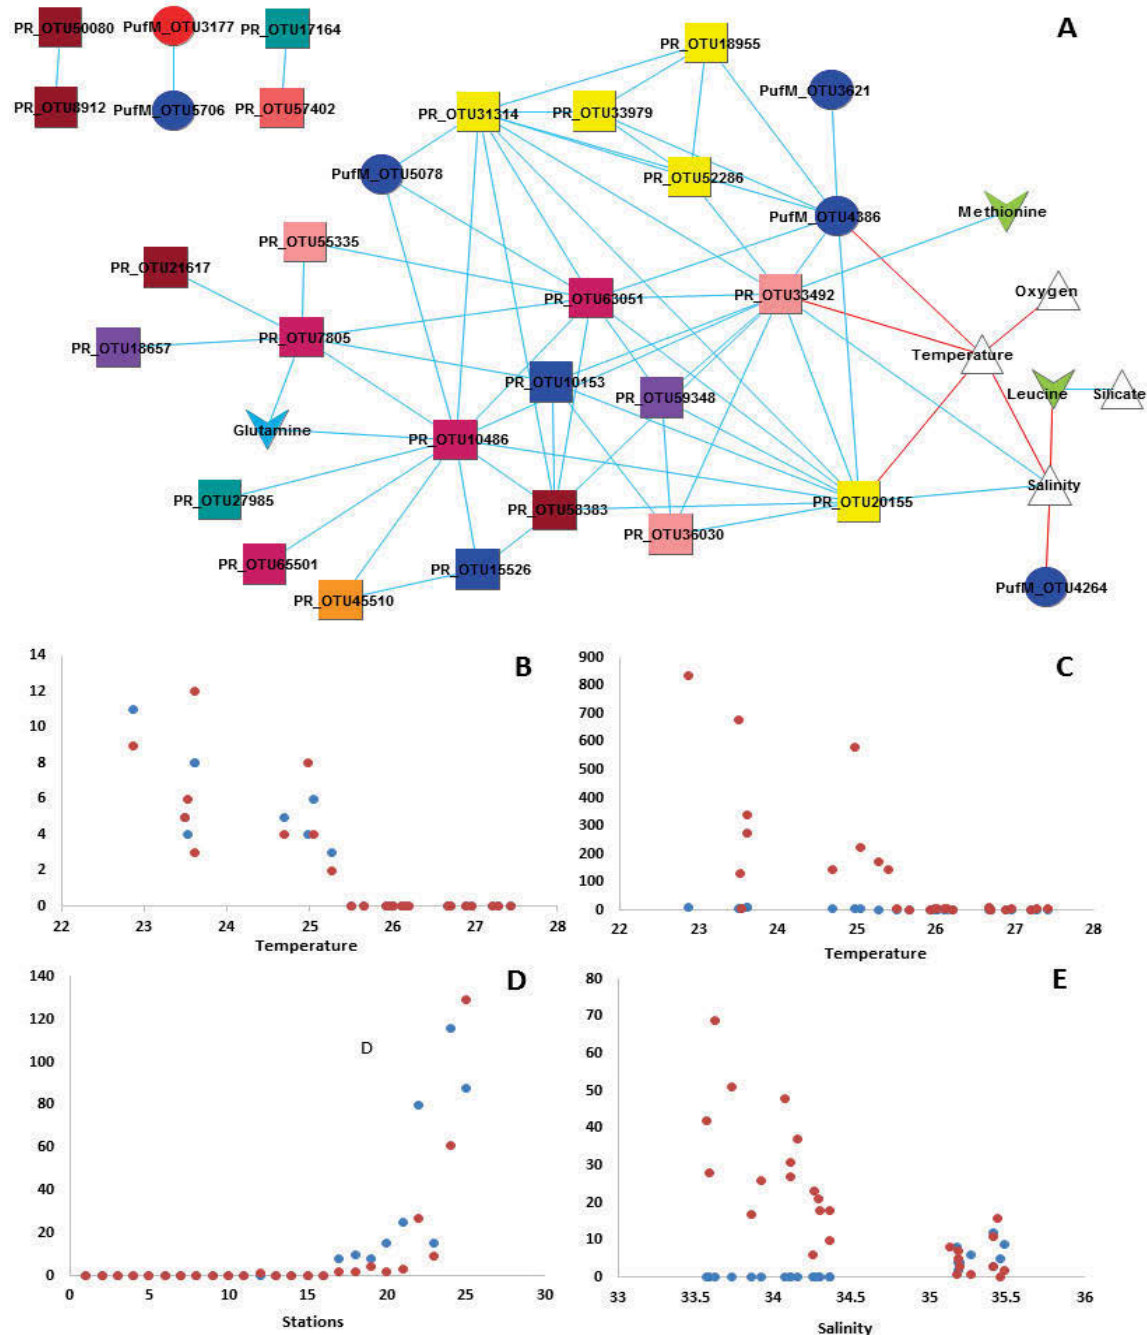 A
PR_OTU50080
PufM_OTU3177
PR_OTU17164
PR_OTU8912
PufM_OTU5706
PR_OTU57402
PR_OTU18955
PufM_OTU3621
PR_OTU31314
PR_OTU33979
PufM_OTU5078
PR_OTU52286
PufM_OTU4386
Methionine
PR_OTU55335
PR_OTU21617
PR_OTU63051
PR_OTU33492
Oxygen
PR_OTU18657
PR_OTU7805
Temperature
PR_OTU10153
PR_OTU59348
Leucine
Silicate
Glutamine
PR_OTU10486
PR_OTU27985
PR_OTU58383
PR_OTU20155
Salinity
PR_OTU36030
PR_OTU65501
PR_OTU15526
PR_OTU45510
PufM_OTU4264
B
14
12
10
8
6
4
2
0
22 23 24 25 26 27 28
Temperature
C
900
800
700
600
500
400
300
200
100
0
22 23 24 25 26 27 28
Temperature
D
D
140
120
100
80
60
40
20
0
0 5 10 15 20 25 30
Stations
E
80
70
60
50
40
30
20
10
0
33 33.5 34 34.5 35 35.5 36
Salinity